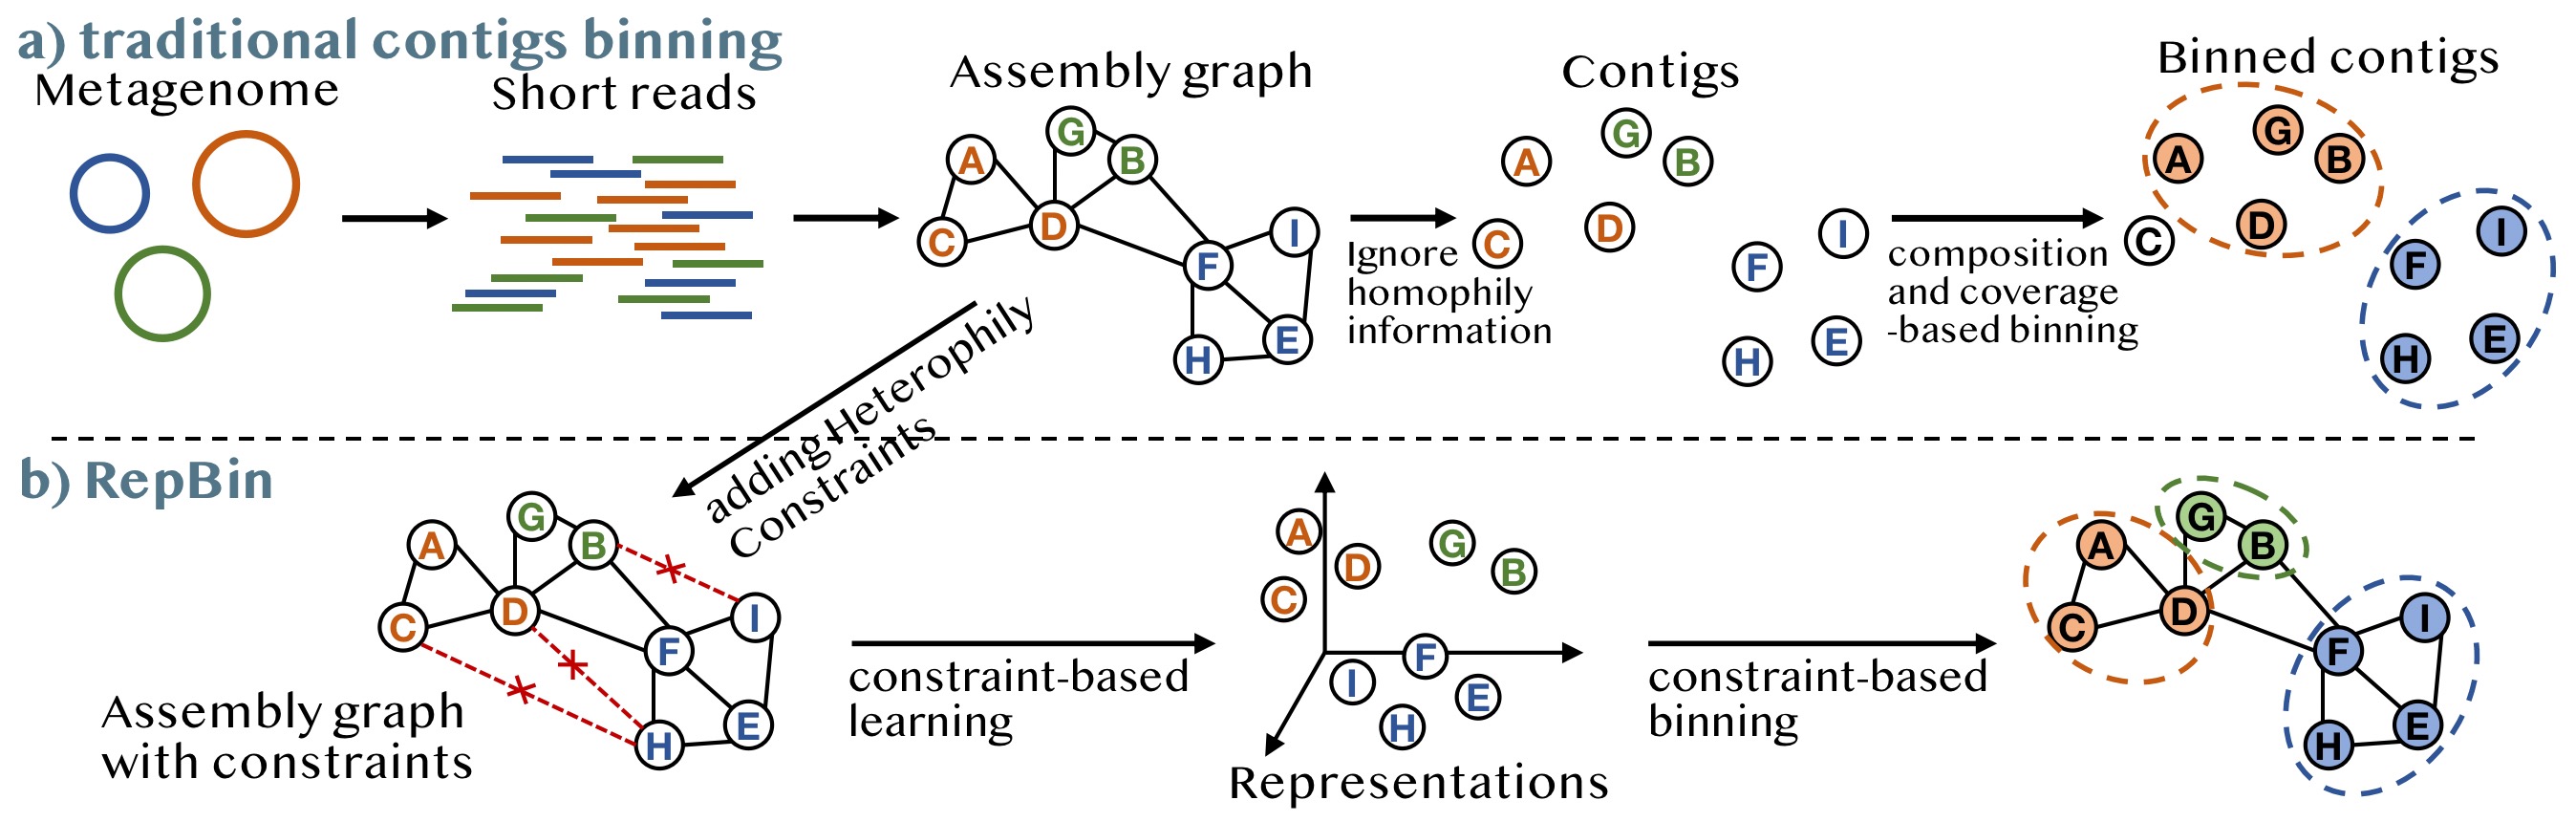 a) traditional contigs binning
Metagenome
Short reads
Assembly graph
Contigs
Binned contigs
G
A
B
C
D
I
F
E
H
Ignore
homophily
information
G
A
B
C
D
I
F
E
H
composition
and coverage
-based binning
G
A
B
C
D
I
F
E
H
adding Heterophily
Constraints
b) RepBin
G
A
B
C
D
I
F
E
H
Assembly graph
with constraints
constraint-based
learning
A
D
G
B
C
F
I
E
H
Representations
constraint-based
binning
G
A
B
C
D
I
F
E
H